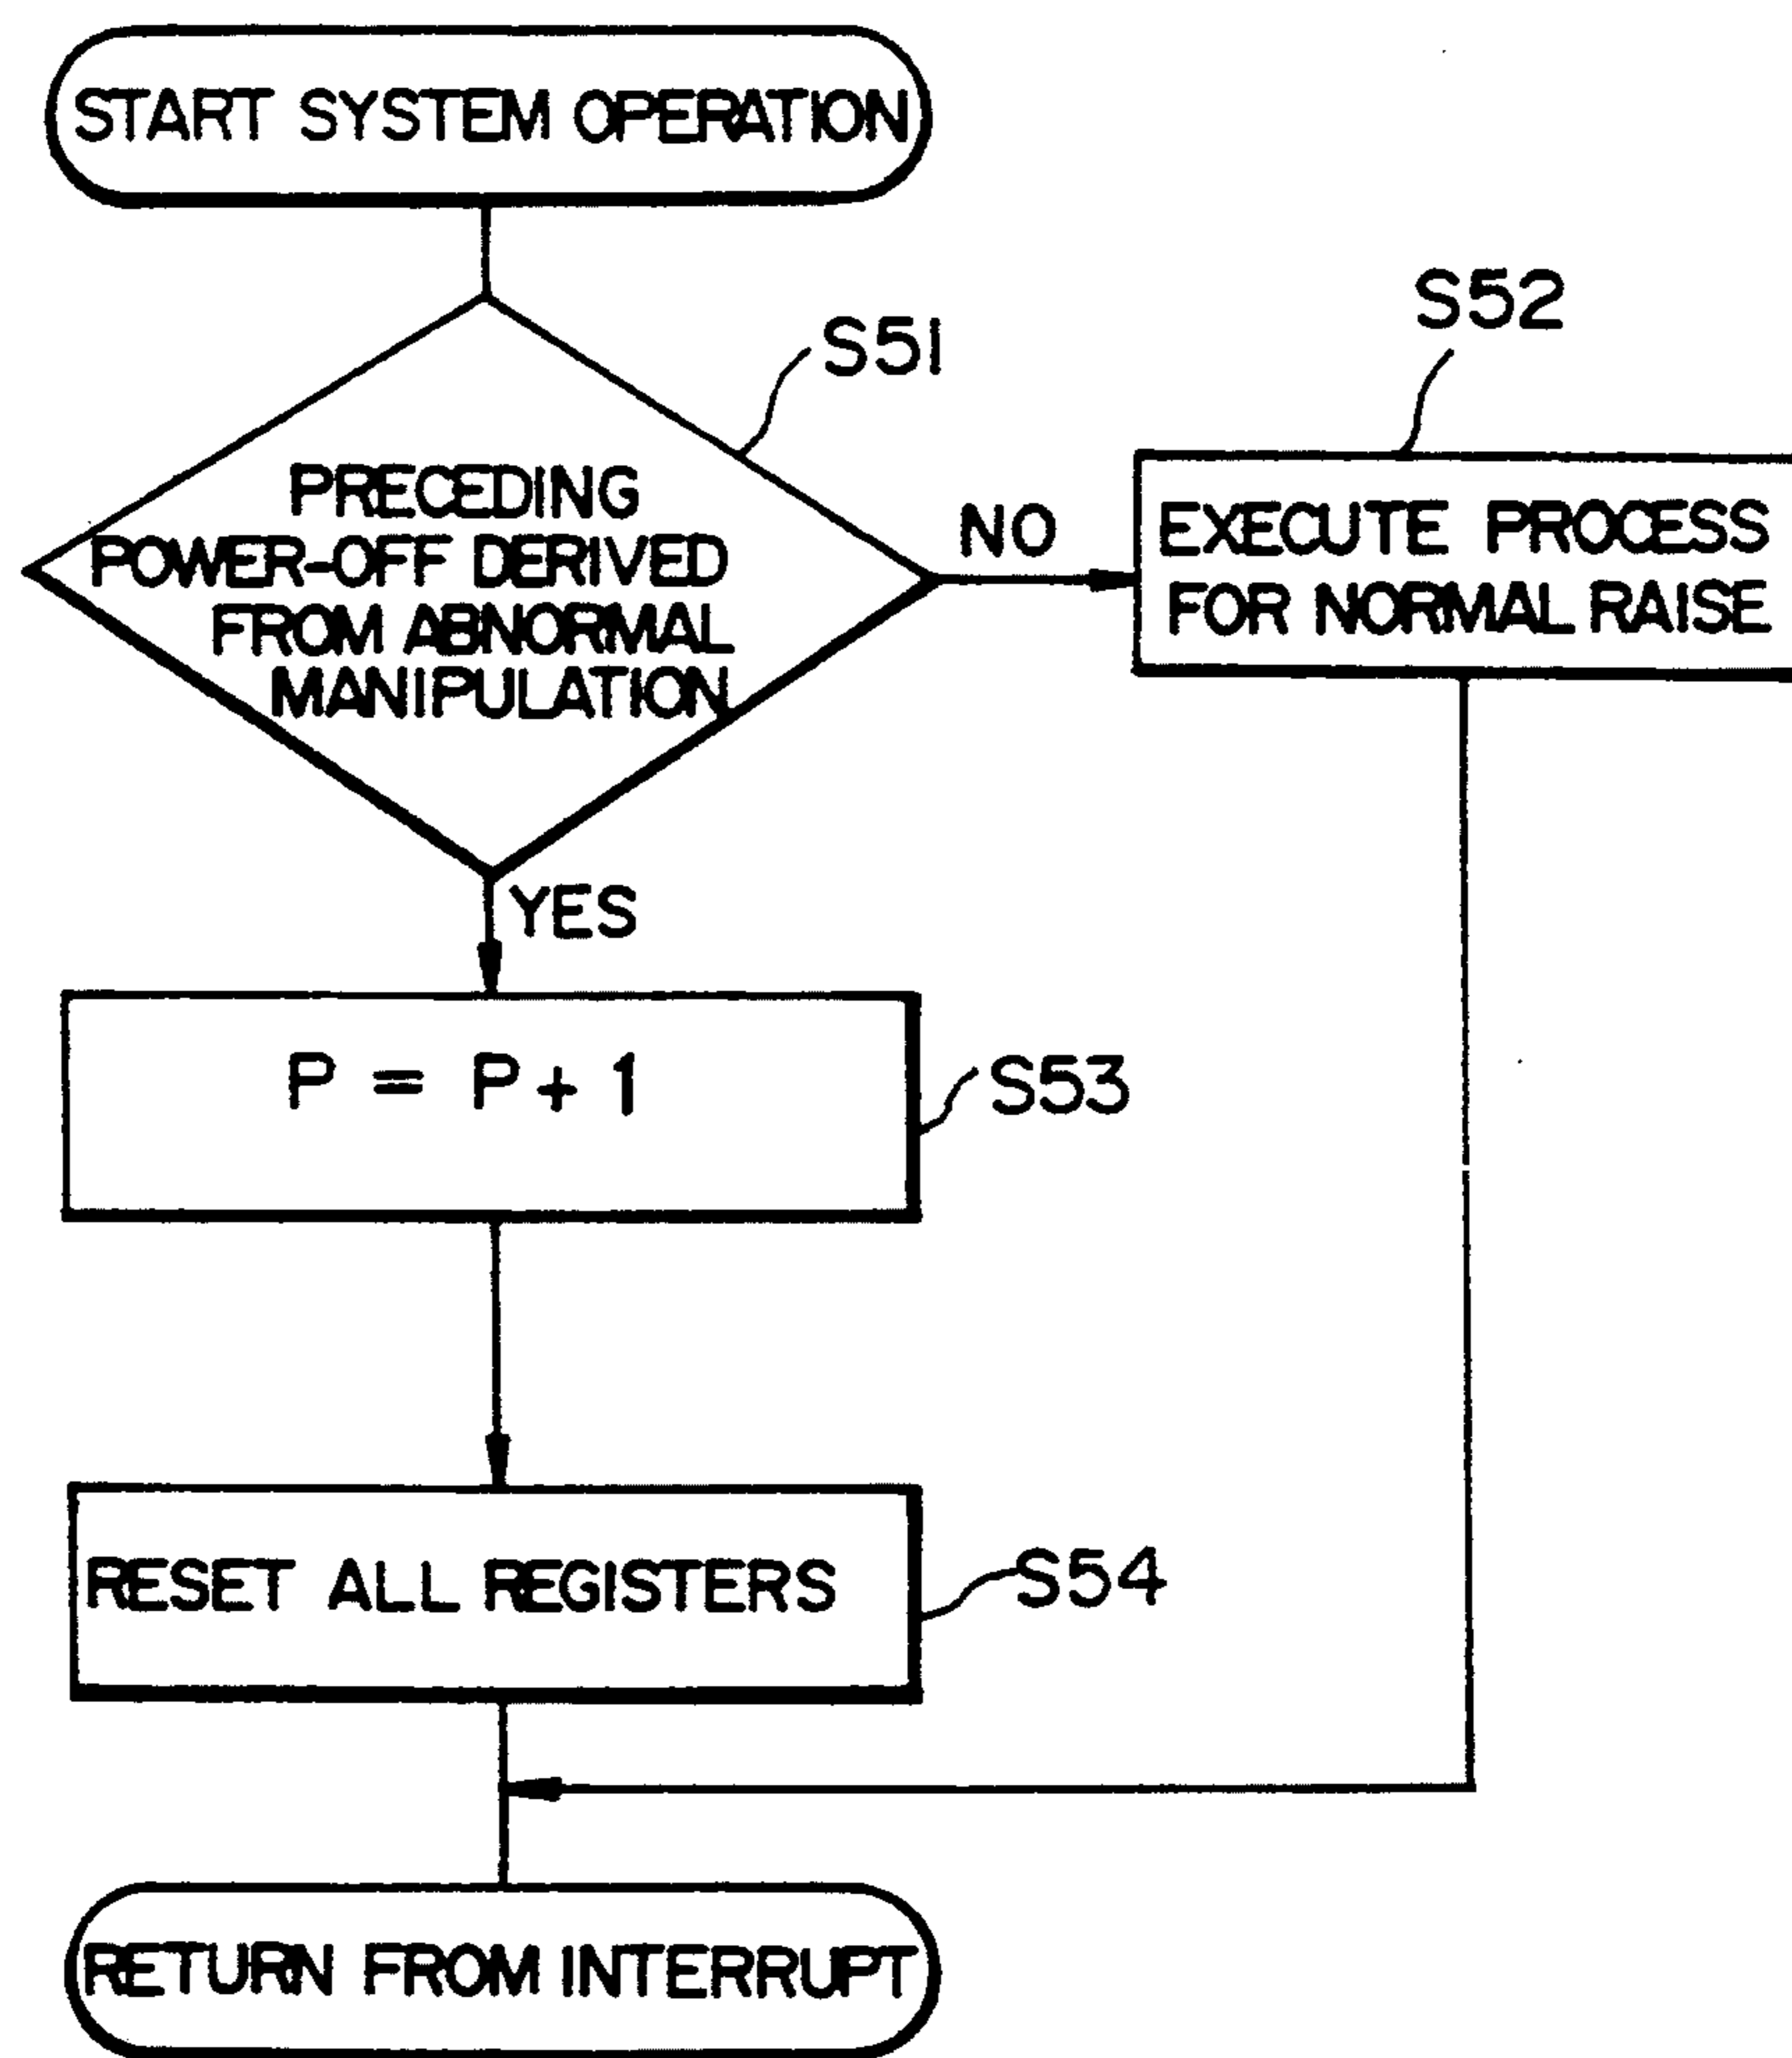 START SYSTEM OPERATION
S51
S52
PRECEDING
POWER-OFF DERIVED
FROM ABNORMAL
MANIPULATION
NO
EXECUTE PROCESS
FOR NORMAL RAISE
YES
P = P + 1
S53
RESET ALL REGISTERS
S54
RETURN FROM INTERRUPT